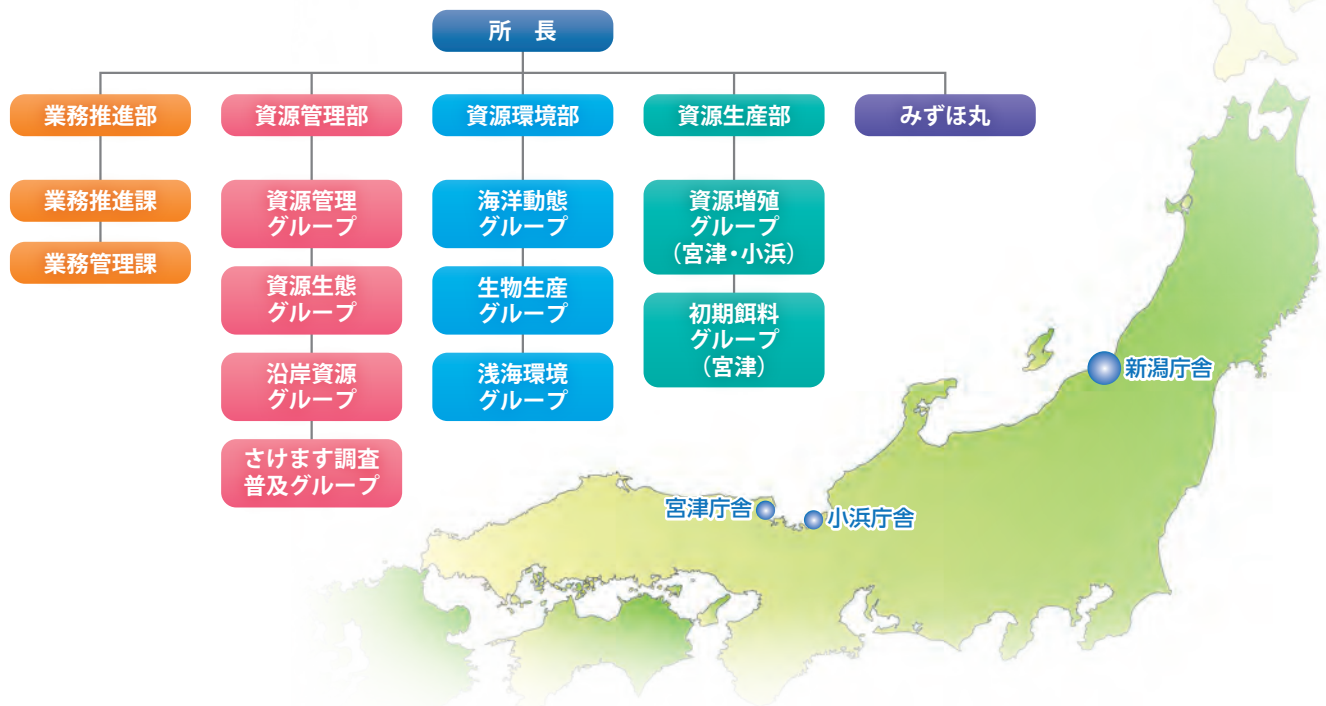 所　長
業務推進部
資源管理部
資源環境部
資源生産部
みずほ丸
業務推進課
業務管理課
資源管理
グループ
資源生態
グループ
沿岸資源
グループ
さけます調査
普及グループ
海洋動態
グループ
生物生産
グループ
浅海環境
グループ
資源増殖
グループ
（宮津・小浜）
初期餌料
グループ
（宮津）
新潟庁舎
宮津庁舎
小浜庁舎